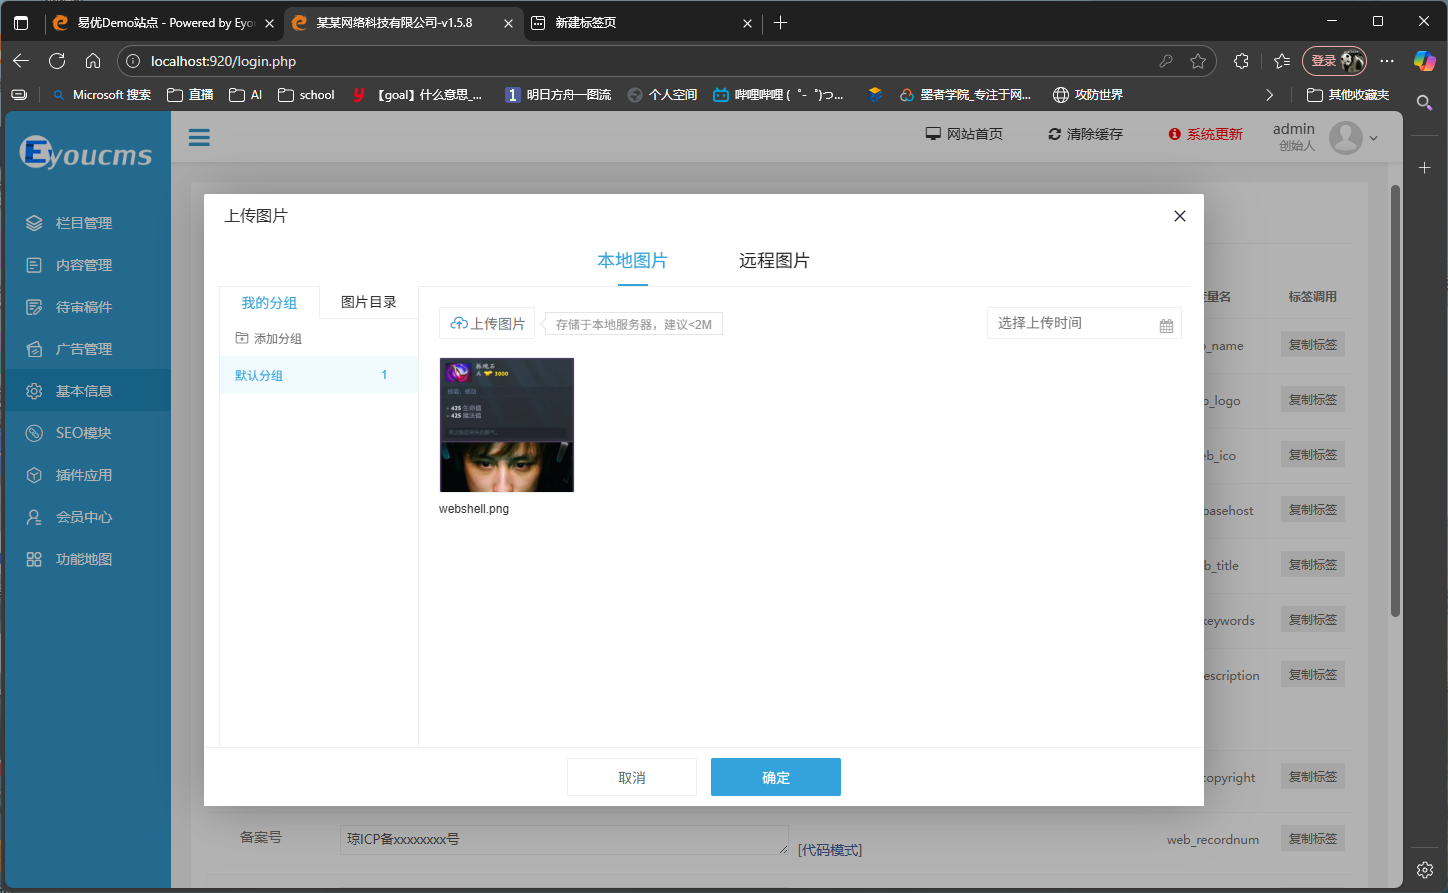 易优Demo站点 - Powered by Eyou
某某网络科技有限公司-v1.5.8
新建标签页
localhost:920/login.php
登录
Microsoft 搜索
直播
AI
school
【goal】什么意思_...
明日方舟一图流
个人空间
哔哩哔哩 (゜-゜)つ...
墨者学院_专注于网...
攻防世界
其他收藏夹
Eyoucms
网站首页
清除缓存
系统更新
admin
创始人
栏目管理
内容管理
待审稿件
广告管理
基本信息
SEO模块
插件应用
会员中心
功能地图
上传图片
本地图片
远程图片
我的分组
图片目录
添加分组
默认分组 1
上传图片
存储于本地服务器，建议<2M
选择上传时间
3000
+ 425 生命值
+ 425 魔法值
webshell.png
取消
确定
量名
标签调用
_name
复制标签
_logo
复制标签
b_ico
复制标签
basehost
复制标签
b_title
复制标签
keywords
复制标签
escription
复制标签
copyright
复制标签
备案号
琼ICP备xxxxxxxx号
[代码模式]
web_recordnum
复制标签